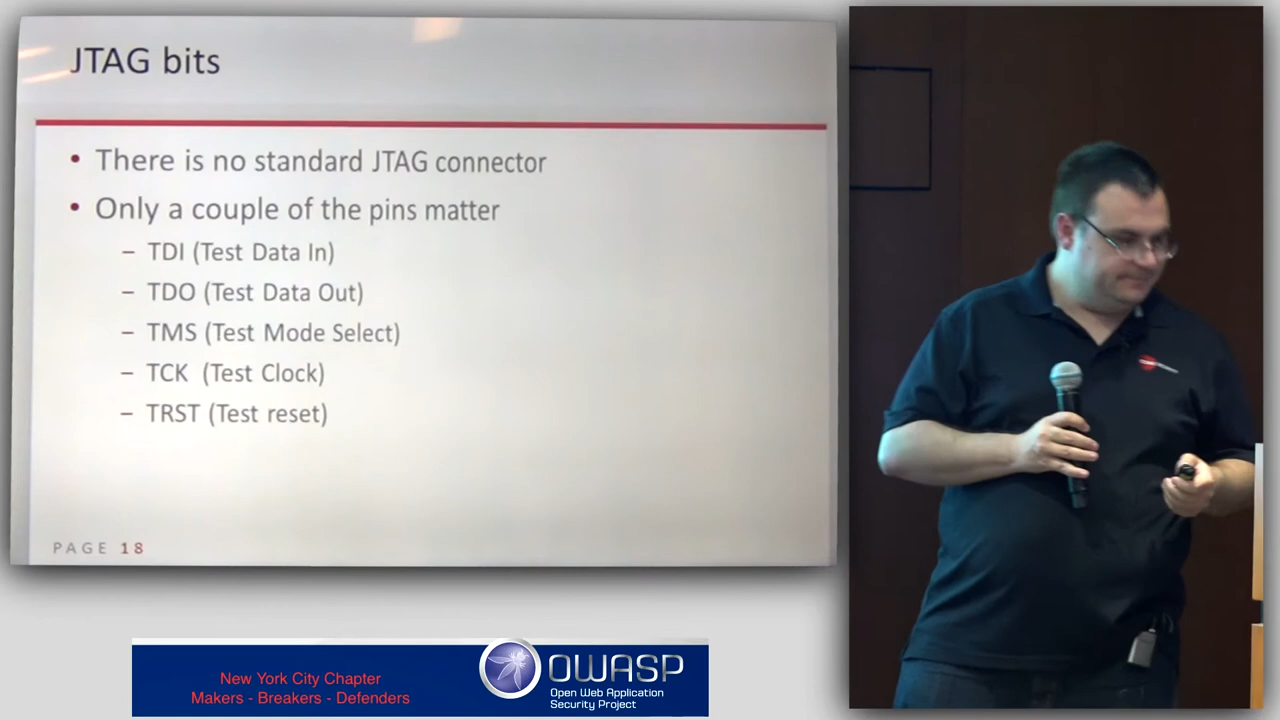 JTAG bits
• There is no standard JTAG connector
• Only a couple of the pins matter
– TDI (Test Data In)
– TDO (Test Data Out)
– TMS (Test Mode Select)
– TCK (Test Clock)
– TRST (Test reset)
PAGE 18
New York City Chapter
Makers - Breakers - Defenders
OWASP
Open Web Application
Security Project